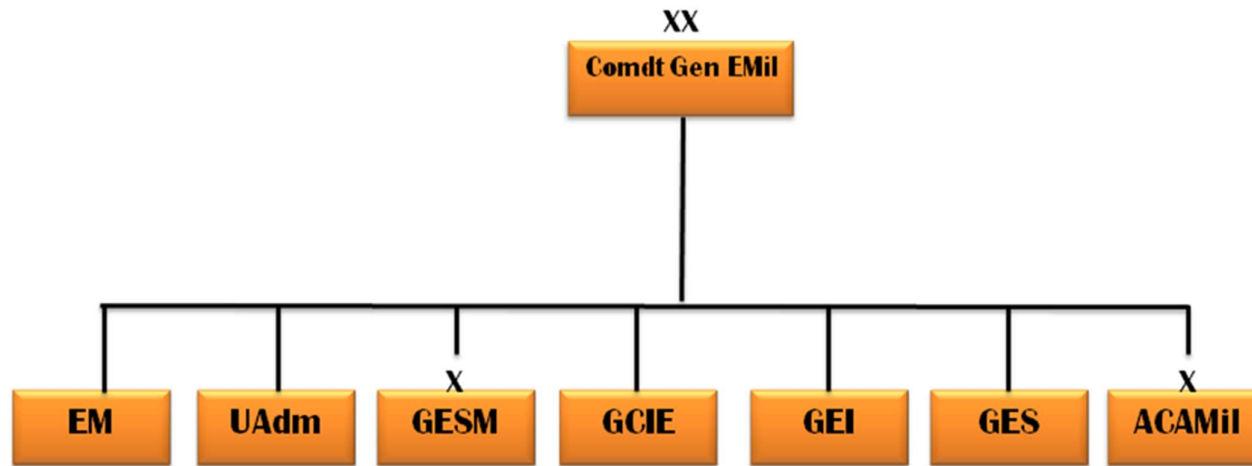 XX
Comdt Gen EMil
X
X
EM
UAdm
GESM
GCIE
GEI
GES
ACAMil